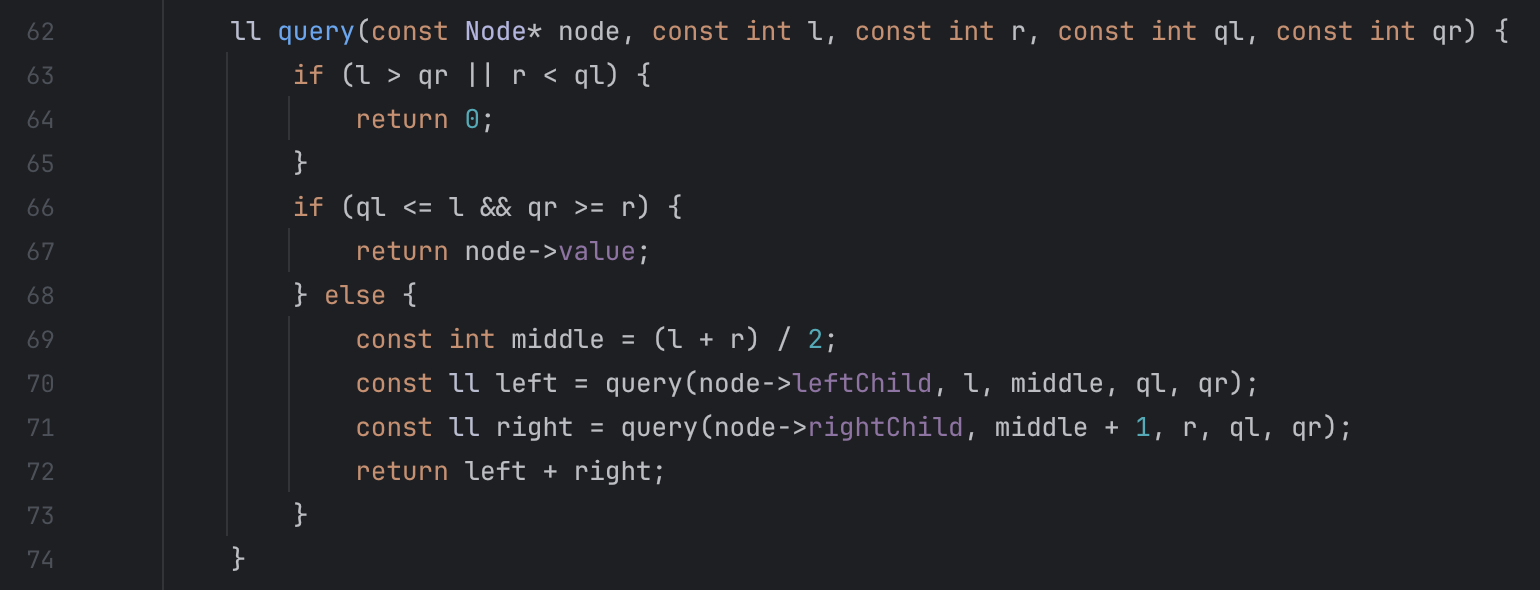 62 ll query(const Node* node, const int l, const int r, const int ql, const int qr) {
63 if (l > qr || r < ql) {
64 return 0;
65 }
66 if (ql <= l && qr >= r) {
67 return node->value;
68 } else {
69 const int middle = (l + r) / 2;
70 const ll left = query(node->leftChild, l, middle, ql, qr);
71 const ll right = query(node->rightChild, middle + 1, r, ql, qr);
72 return left + right;
73 }
74 }